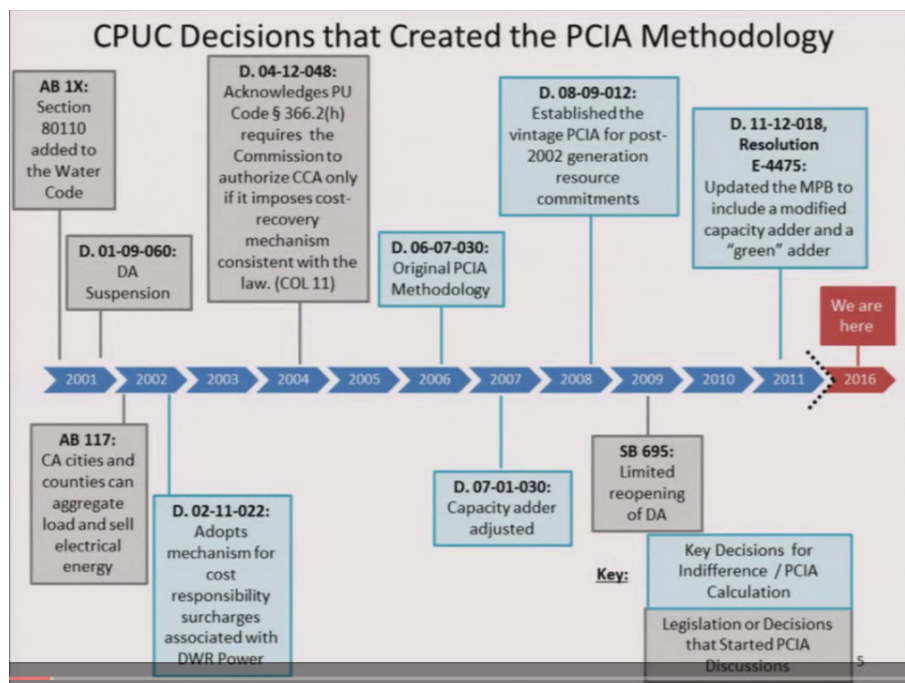 CPUC Decisions that Created the PCIA Methodology
AB 1X:
Section
80110
added to
the Water
Code
D. 01-09-060:
DA
Suspension
D. 04-12-048:
Acknowledges PU
Code § 366.2(h)
requires the
Commission to
authorize CCA only
if it imposes cost-
recovery
mechanism
consistent with the
law. (COL 11)
D. 06-07-030:
Original PCIA
Methodology
D. 08-09-012:
Established the
vintage PCIA for post-
2002 generation
resource
commitments
D. 11-12-018,
Resolution
E-4475:
Updated the MPB to
include a modified
capacity adder and a
“green” adder
We are
here
2001
2002
2003
2004
2005
2006
2007
2008
2009
2010
2011
2016
AB 117:
CA cities and
counties can
aggregate
load and sell
electrical
energy
D. 02-11-022:
Adopts
mechanism for
cost
responsibility
surcharges
associated with
DWR Power
D. 07-01-030:
Capacity adder
adjusted
SB 695:
Limited
reopening
of DA
Key:
Key Decisions for
Indifference / PCIA
Calculation
Legislation or Decisions
that Started PCIA
Discussions
5